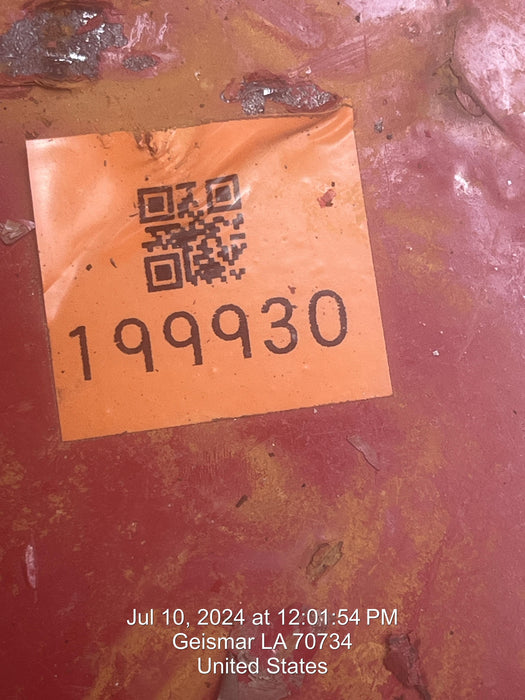 199930
Jul 10, 2024 at 12:01:54 PM
Geismar LA 70734
United States